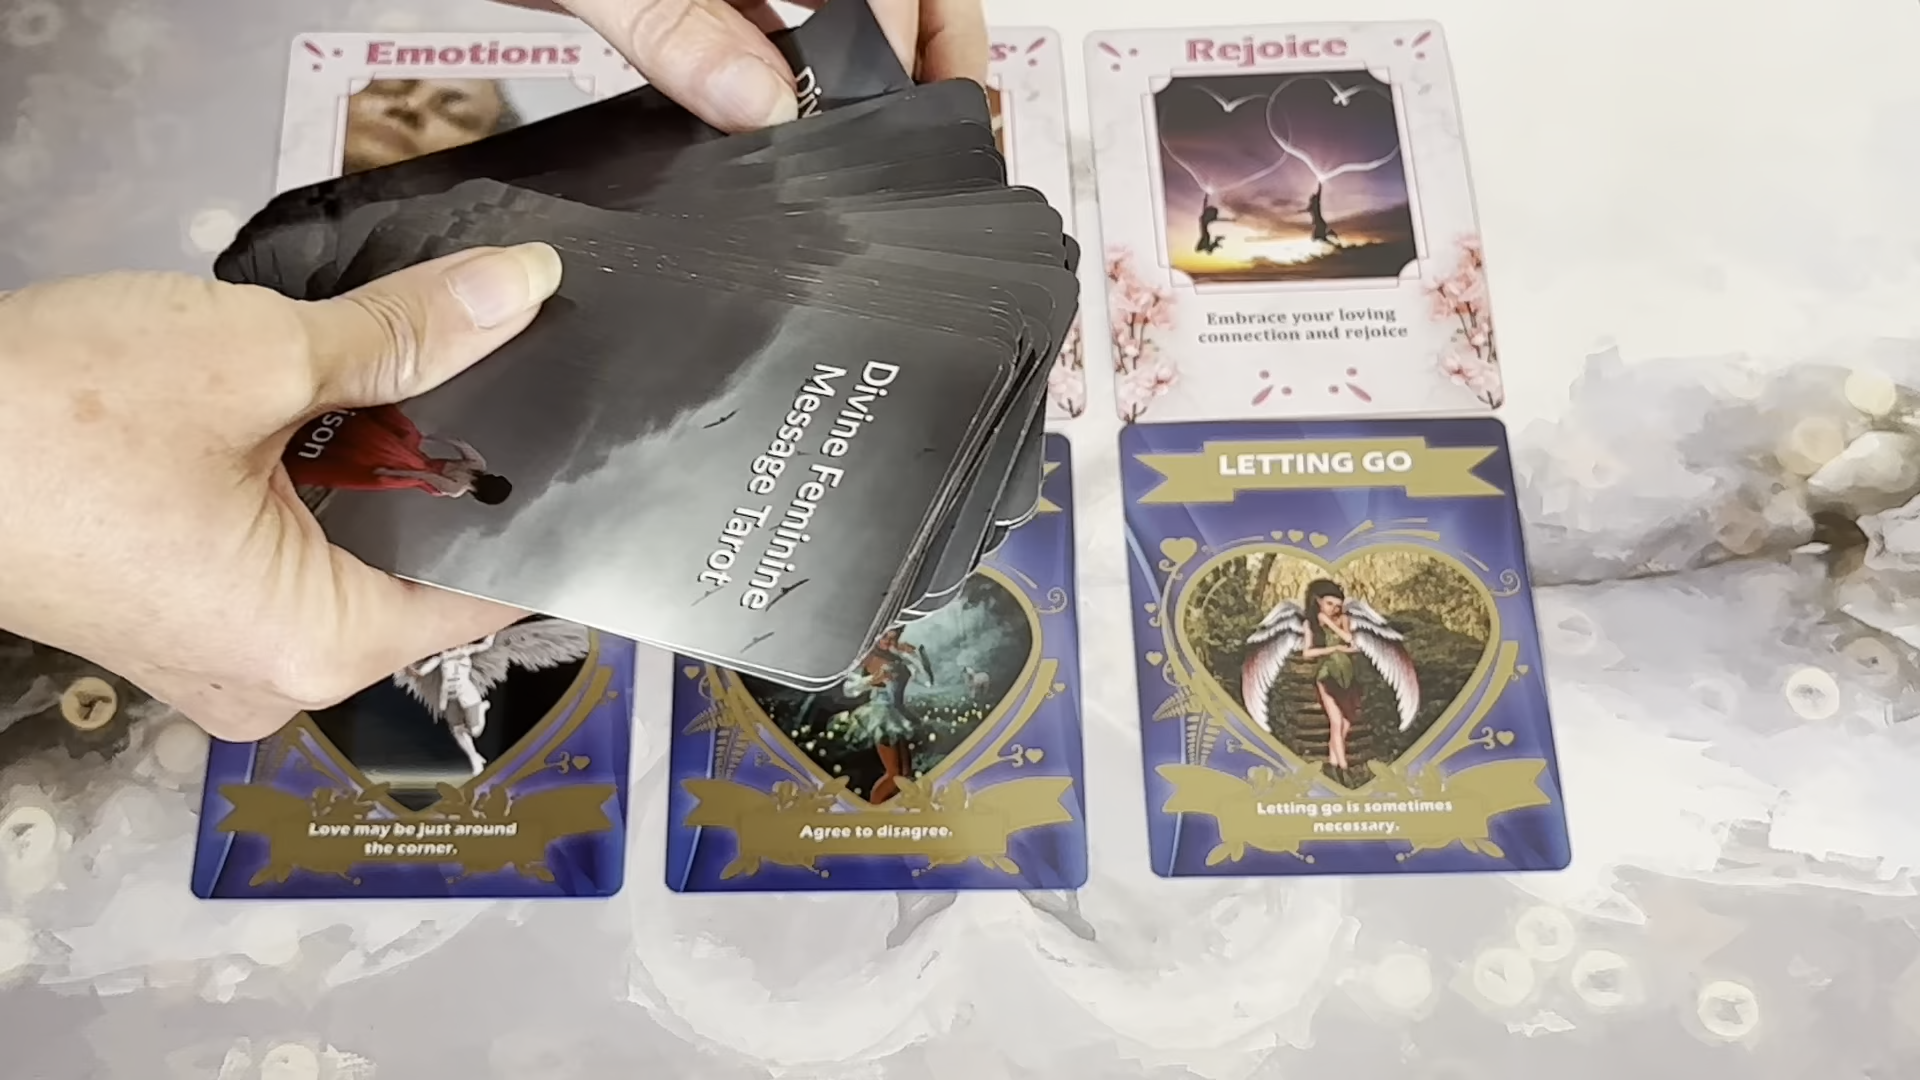 Emotions
Rejoice
Embrace your loving
connection and rejoice
Divine Feminine
Message Tarot
LETTING GO
Love may be just around
the corner.
Agree to disagree.
Letting go is sometimes
necessary.